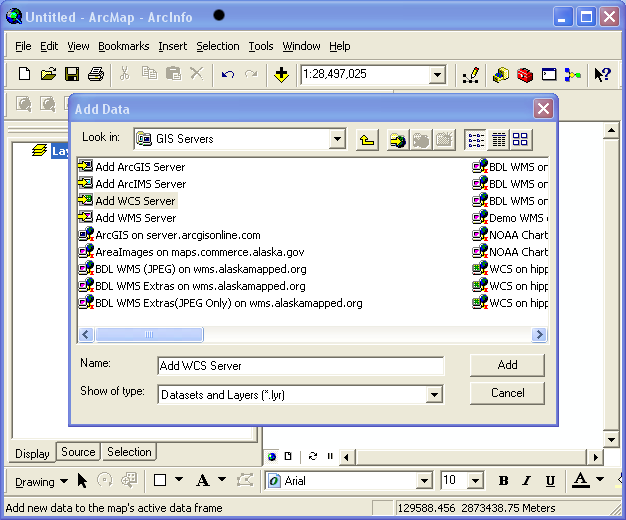 Untitled - ArcMap - ArcInfo
File Edit View Bookmarks Insert Selection Tools Window Help
1:28,497,025
Add Data
Look in: GIS Servers
Lay
Add ArcGIS Server
Add ArcIMS Server
Add WCS Server
Add WMS Server
ArcGIS on server.arcgisonline.com
AreaImages on maps.commerce.alaska.gov
BDL WMS (JPEG) on wms.alaskamapped.org
BDL WMS Extras on wms.alaskamapped.org
BDL WMS Extras(JPEG Only) on wms.alaskamapped.org
BDL WMS on
BDL WMS on
BDL WMS on
Demo WMS
NOAA Chart
NOAA Chart
WCS on hipp
WCS on hipp
WCS on hipp
Name: Add WCS Server Add
Show of type: Datasets and Layers (*.lyr) Cancel
Display Source Selection
Drawing A Arial 10 B I U A
Add new data to the map's active data frame 129588.456 2873438.75 Meters